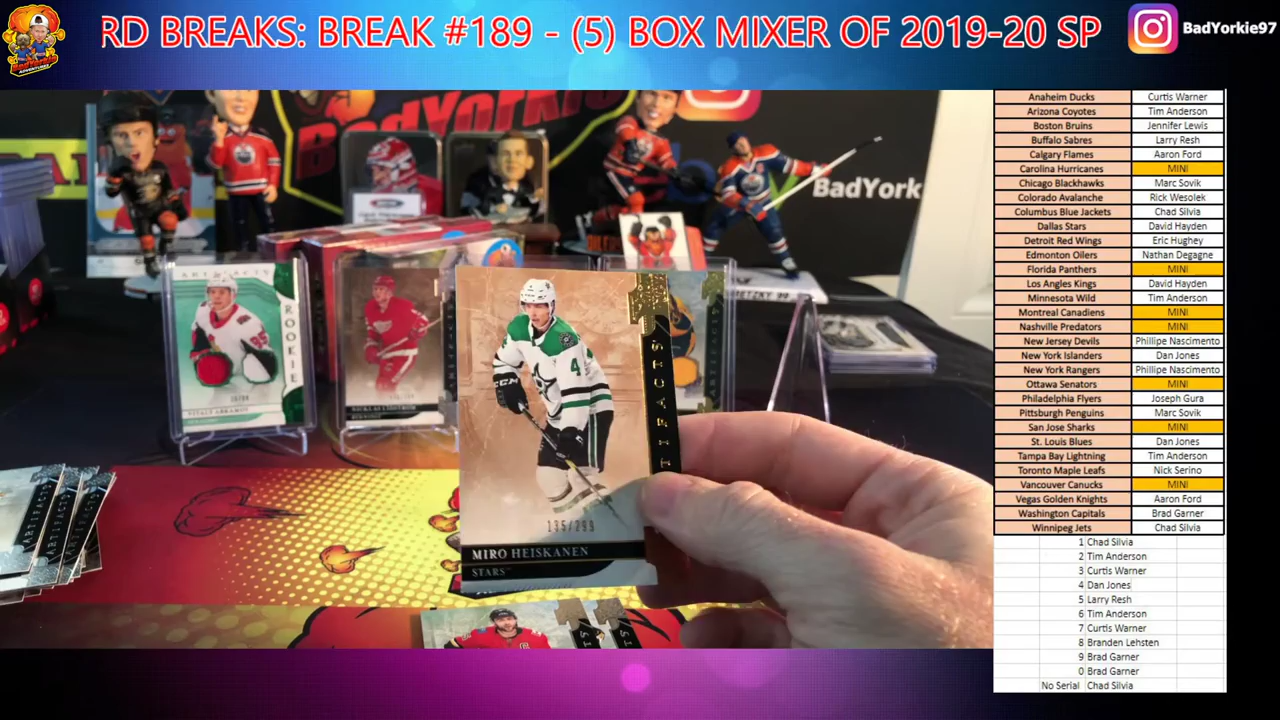 RD BREAKS: BREAK #189 - (5) BOX MIXER OF 2019-20 SP
BadYorkie97
BadYork
ARTIFACTS
ROOKIE
VITALY ABRAMOV
NICKLAS LIDSTROM
TIFACTS
135/299
MIRO HEISKANEN
STARS
ARTIFACTS
ARTIFACTS
Anaheim Ducks Curtis Warner
Arizona Coyotes Tim Anderson
Boston Bruins Jennifer Lewis
Buffalo Sabres Larry Resh
Calgary Flames Aaron Ford
Carolina Hurricanes MINI
Chicago Blackhawks Marc Sovik
Colorado Avalanche Rick Wesolek
Columbus Blue Jackets Chad Silvia
Dallas Stars David Hayden
Detroit Red Wings Eric Hughey
Edmonton Oilers Nathan Degagne
Florida Panthers MINI
Los Angles Kings David Hayden
Minnesota Wild Tim Anderson
Montreal Canadiens MINI
Nashville Predators MINI
New Jersey Devils Phillipe Nascimento
New York Islanders Dan Jones
New York Rangers Phillipe Nascimento
Ottawa Senators MINI
Philadelphia Flyers Joseph Gura
Pittsburgh Penguins Marc Sovik
San Jose Sharks MINI
St. Louis Blues Dan Jones
Tampa Bay Lightning Tim Anderson
Toronto Maple Leafs Nick Serino
Vancouver Canucks MINI
Vegas Golden Knights Aaron Ford
Washington Capitals Brad Garner
Winnipeg Jets Chad Silvia
1 Chad Silvia
2 Tim Anderson
3 Curtis Warner
4 Dan Jones
5 Larry Resh
6 Tim Anderson
7 Curtis Warner
8 Branden Lehsten
9 Brad Garner
0 Brad Garner
No Serial Chad Silvia